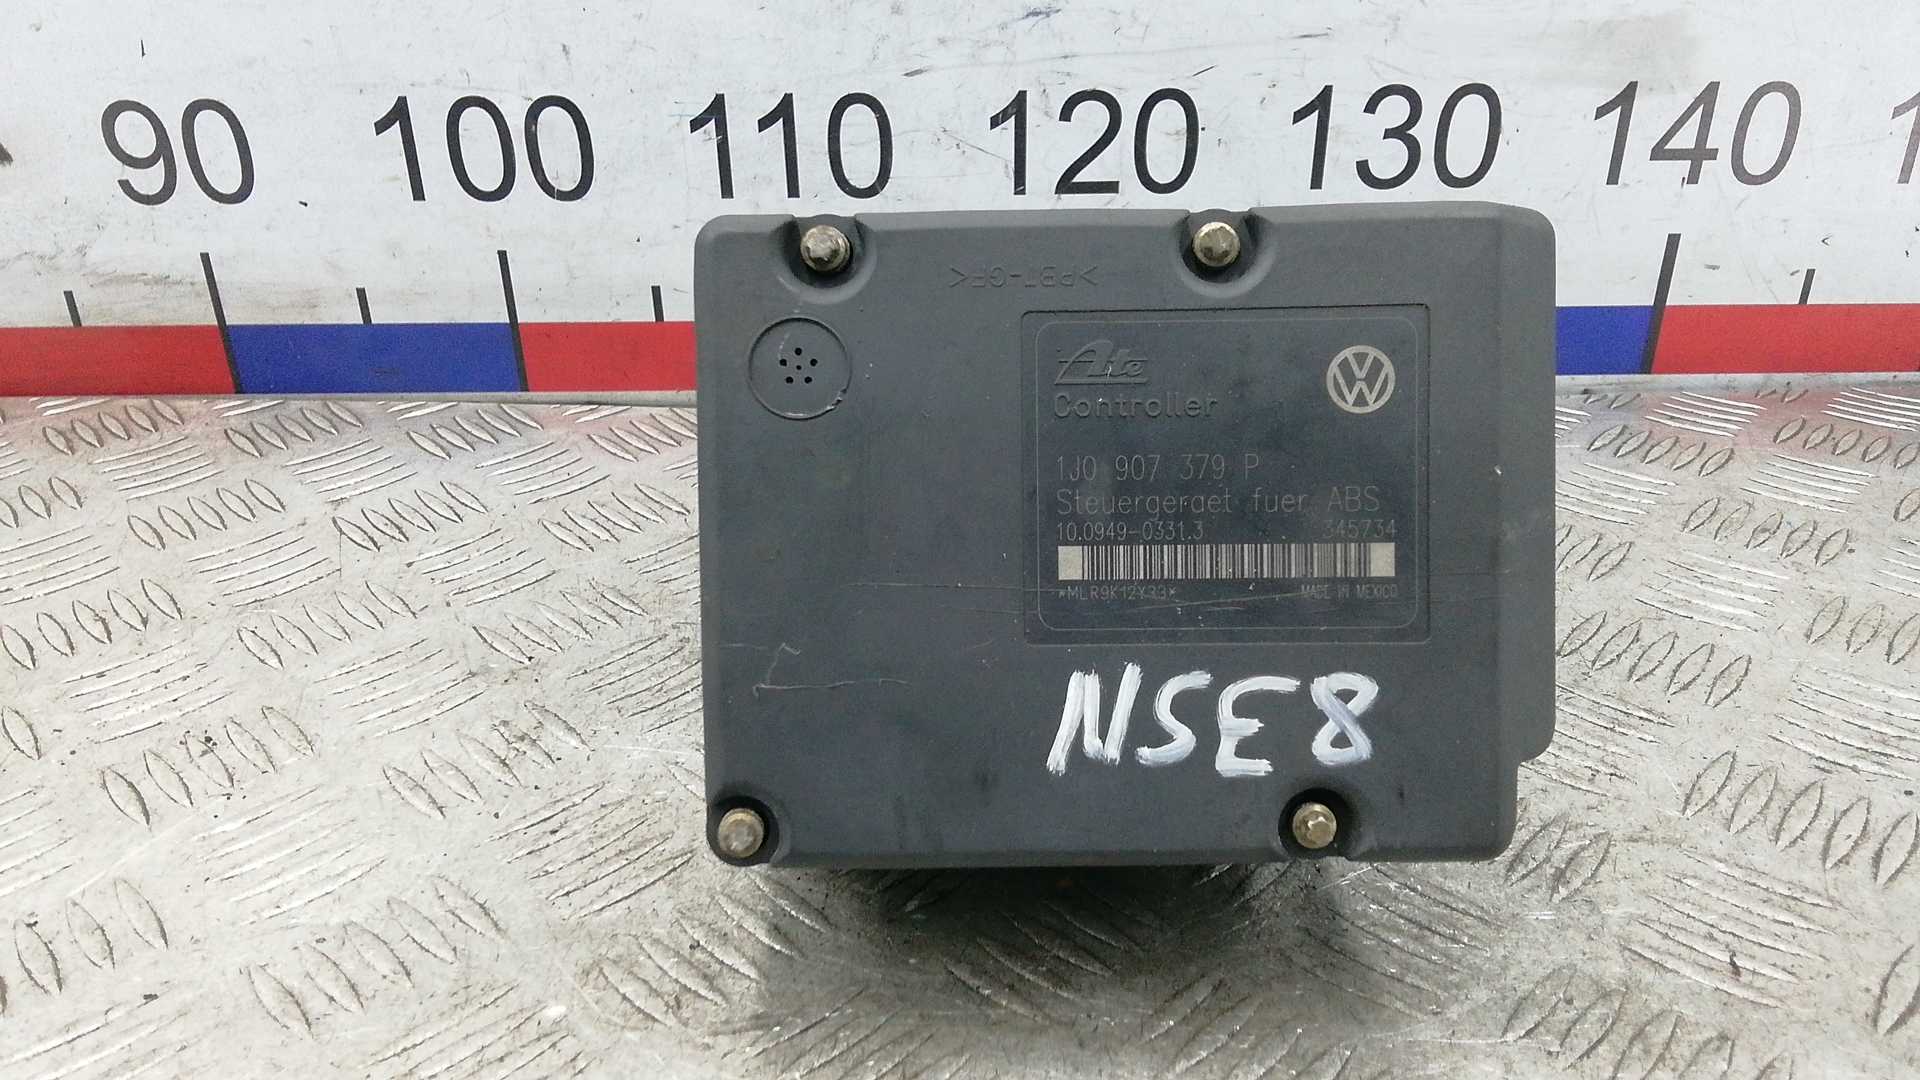 90 100 110 120 130 140
>PBT-GF<
Ate
Controller
1J0 907 379 P
Steuergeraet fuer ABS
10.0949-0331.3 345734
*MLR9K12Y33* MADE IN MEXICO
NSE8